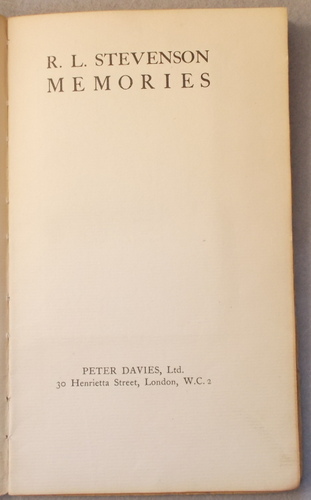 R. L. STEVENSON
MEMORIES
PETER DAVIES, Ltd.
30 Henrietta Street, London, W.C.2